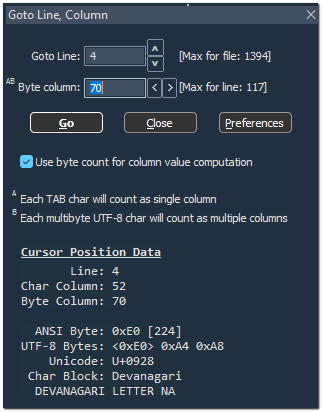 Goto Line, Column
Goto Line: 4 [Max for file: 1394]
AB Byte column: 70 < > [Max for line: 117]
Go Close Preferences
Use byte count for column value computation
A Each TAB char will count as single column
B Each multibyte UTF-8 char will count as multiple columns
Cursor Position Data
Line: 4
Char Column: 52
Byte Column: 70
ANSI Byte: 0xE0 [224]
UTF-8 Bytes: <0xE0> 0xA4 0xA8
Unicode: U+0928
Char Block: Devanagari
DEVANAGARI LETTER NA